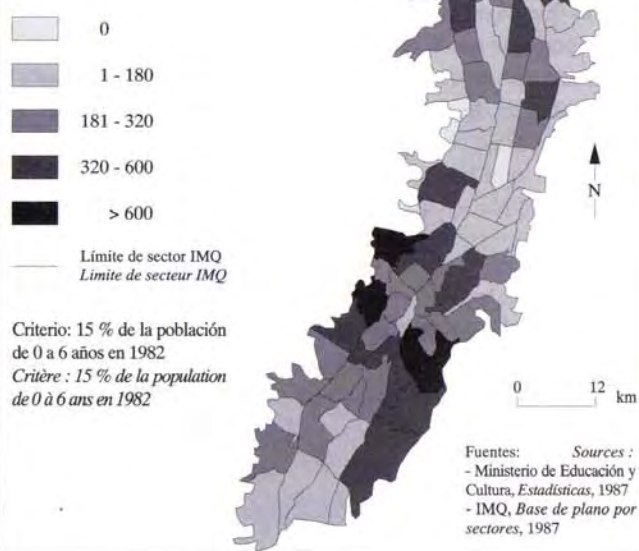 0
1 - 180
181 - 320
320 - 600
> 600
Límite de sector IMQ
Limite de secteur IMQ
Criterio: 15 % de la población
de 0 a 6 años en 1982
Critère : 15 % de la population
de 0 à 6 ans en 1982
N
0 12 km
Fuentes: Sources :
- Ministerio de Educación y
Cultura, Estadísticas, 1987
- IMQ, Base de plano por
sectores, 1987